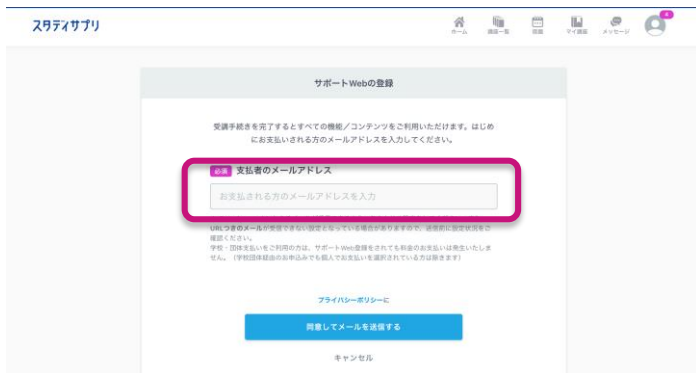 スタディサプリ
ホーム
講座一覧
宿題
マイ講座
メッセージ
サポートWebの登録
受講手続きを完了するとすべての機能／コンテンツをご利用いただけます。はじめ
にお支払いされる方のメールアドレスを入力してください。
必須 支払者のメールアドレス
お支払される方のメールアドレスを入力
URLつきのメールが受信できない設定となっている場合がありますので、送信前に設定状況をご
確認ください。
学校・団体支払いをご利用の方は、サポートWeb登録をされても料金のお支払いは発生いたしま
せん。（学校団体経由のお申込みでも個人でお支払いを選択されている方は除きます）
プライバシーポリシーに
同意してメールを送信する
キャンセル